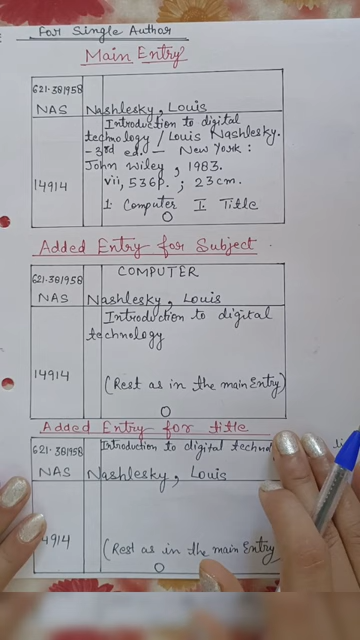 For Single Author
Main Entry
621.381958
NAS Nashlesky, Louis
Introduction to digital
technology / Louis Nashlesky.
- 3rd ed. - New York :
John wiley, 1983.
vii, 536p. ; 23cm.
14914
1. Computer I. Title
Added Entry for Subject
621.381958 COMPUTER
NAS Nashlesky, Louis
Introduction to digital
technology
14914 (Rest as in the main Entry)
Added Entry for title
621.381958 Introduction to digital technol
NAS Nashlesky, Louis
4914 (Rest as in the main Entry